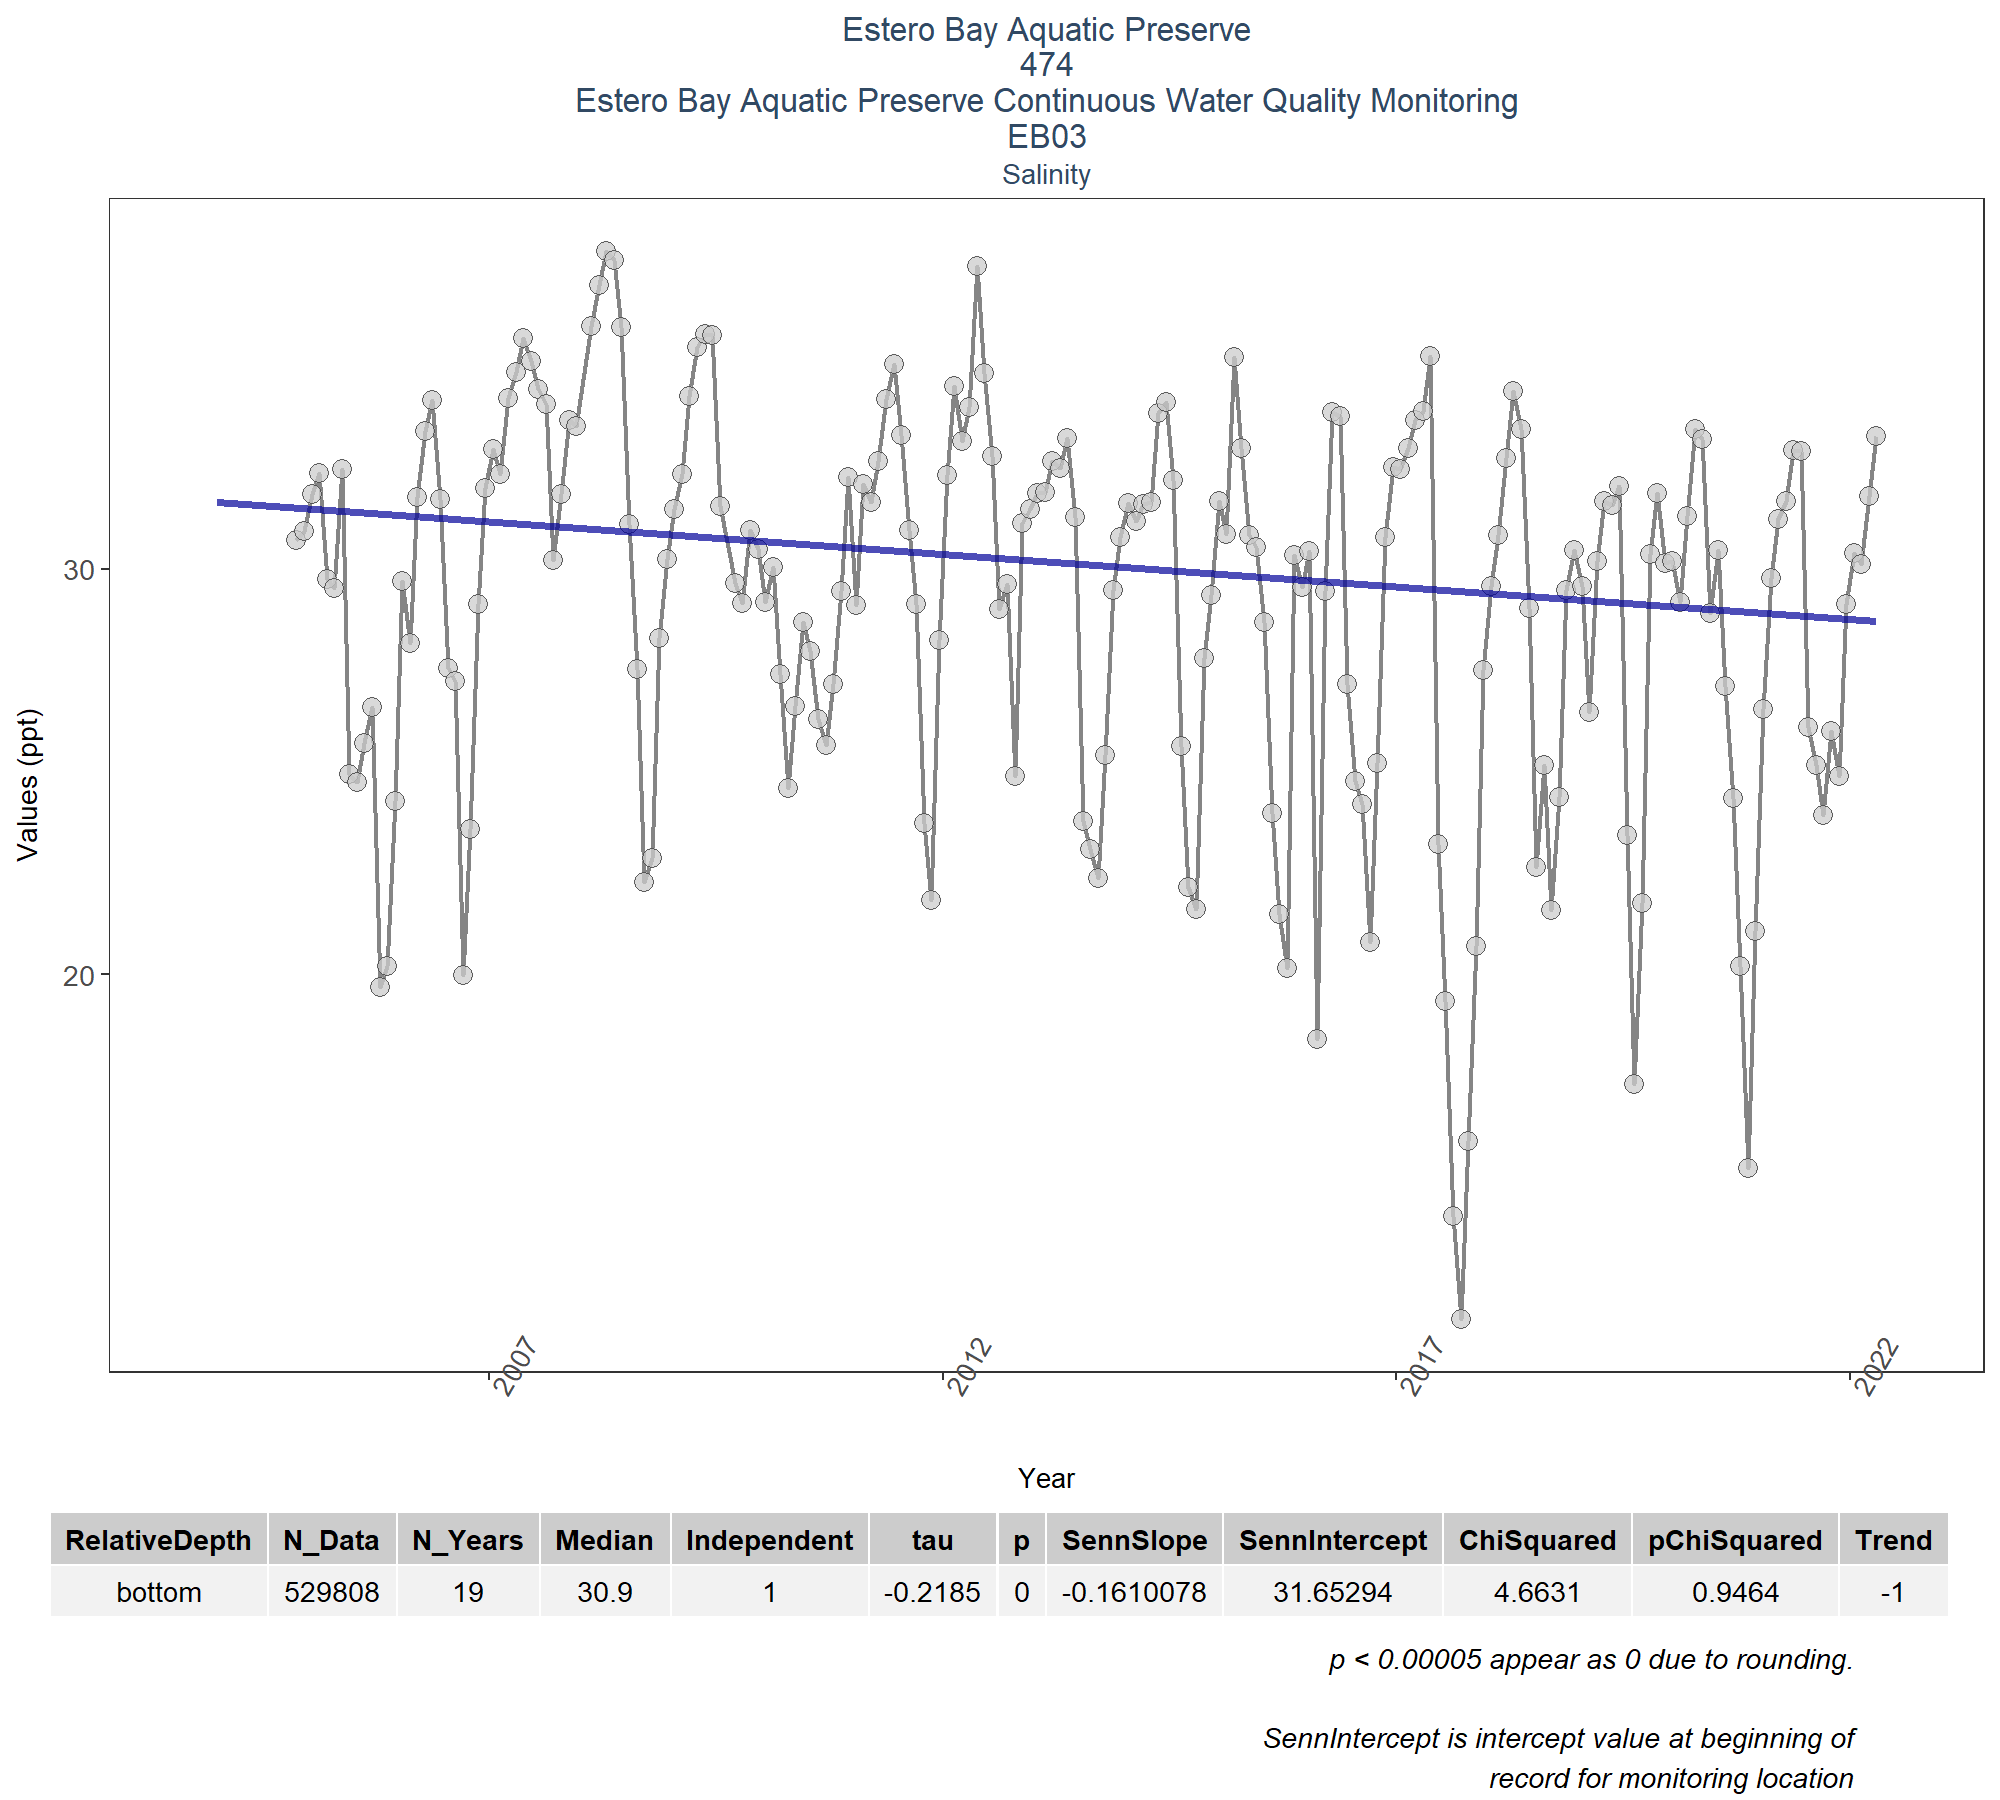 Estero Bay Aquatic Preserve
474
Estero Bay Aquatic Preserve Continuous Water Quality Monitoring
EB03
Salinity
Values (ppt)
30
20
2007
2012
2017
2022
Year
RelativeDepth N_Data N_Years Median Independent tau p SennSlope SennIntercept ChiSquared pChiSquared Trend
bottom 529808 19 30.9 1 -0.2185 0 -0.1610078 31.65294 4.6631 0.9464 -1
p < 0.00005 appear as 0 due to rounding.
SennIntercept is intercept value at beginning of
record for monitoring location